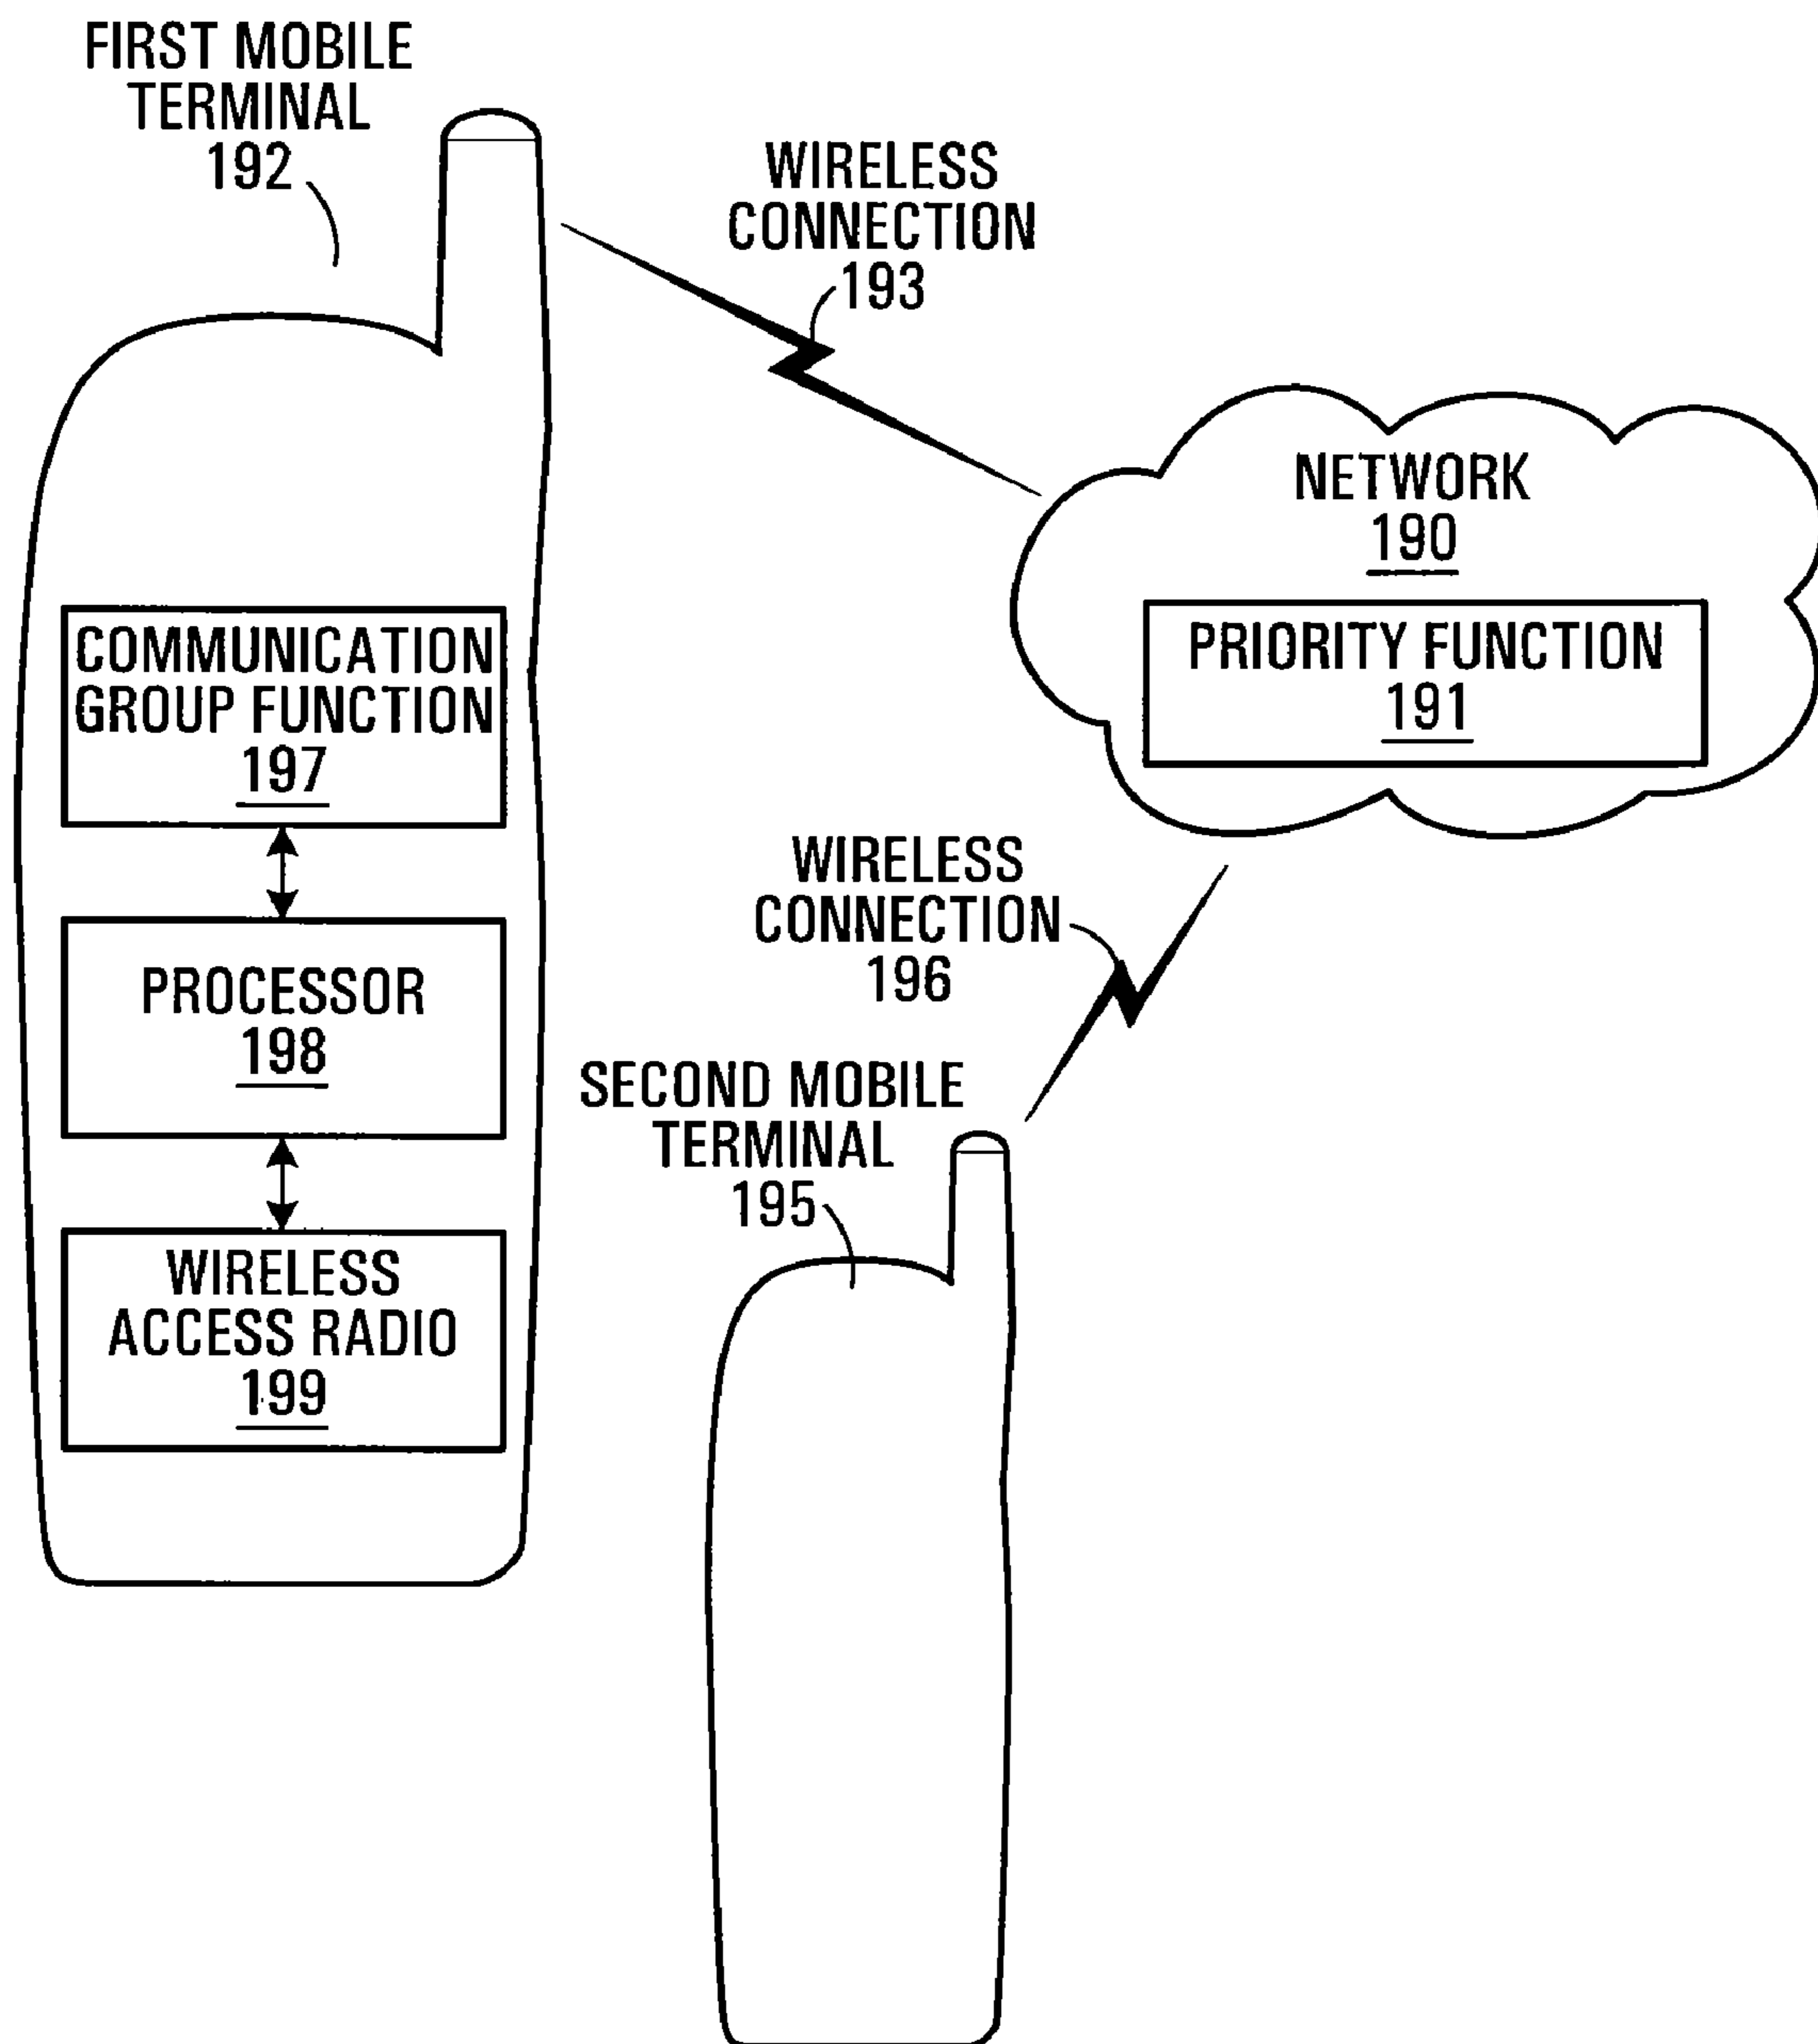 FIRST MOBILE
TERMINAL
192
WIRELESS
CONNECTION
193
NETWORK
190
PRIORITY FUNCTION
191
COMMUNICATION
GROUP FUNCTION
197
PROCESSOR
198
WIRELESS
ACCESS RADIO
199
WIRELESS
CONNECTION
196
SECOND MOBILE
TERMINAL
195